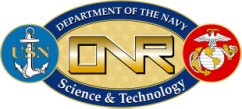 DEPARTMENT OF THE NAVY
USN
ONR
Science & Technology